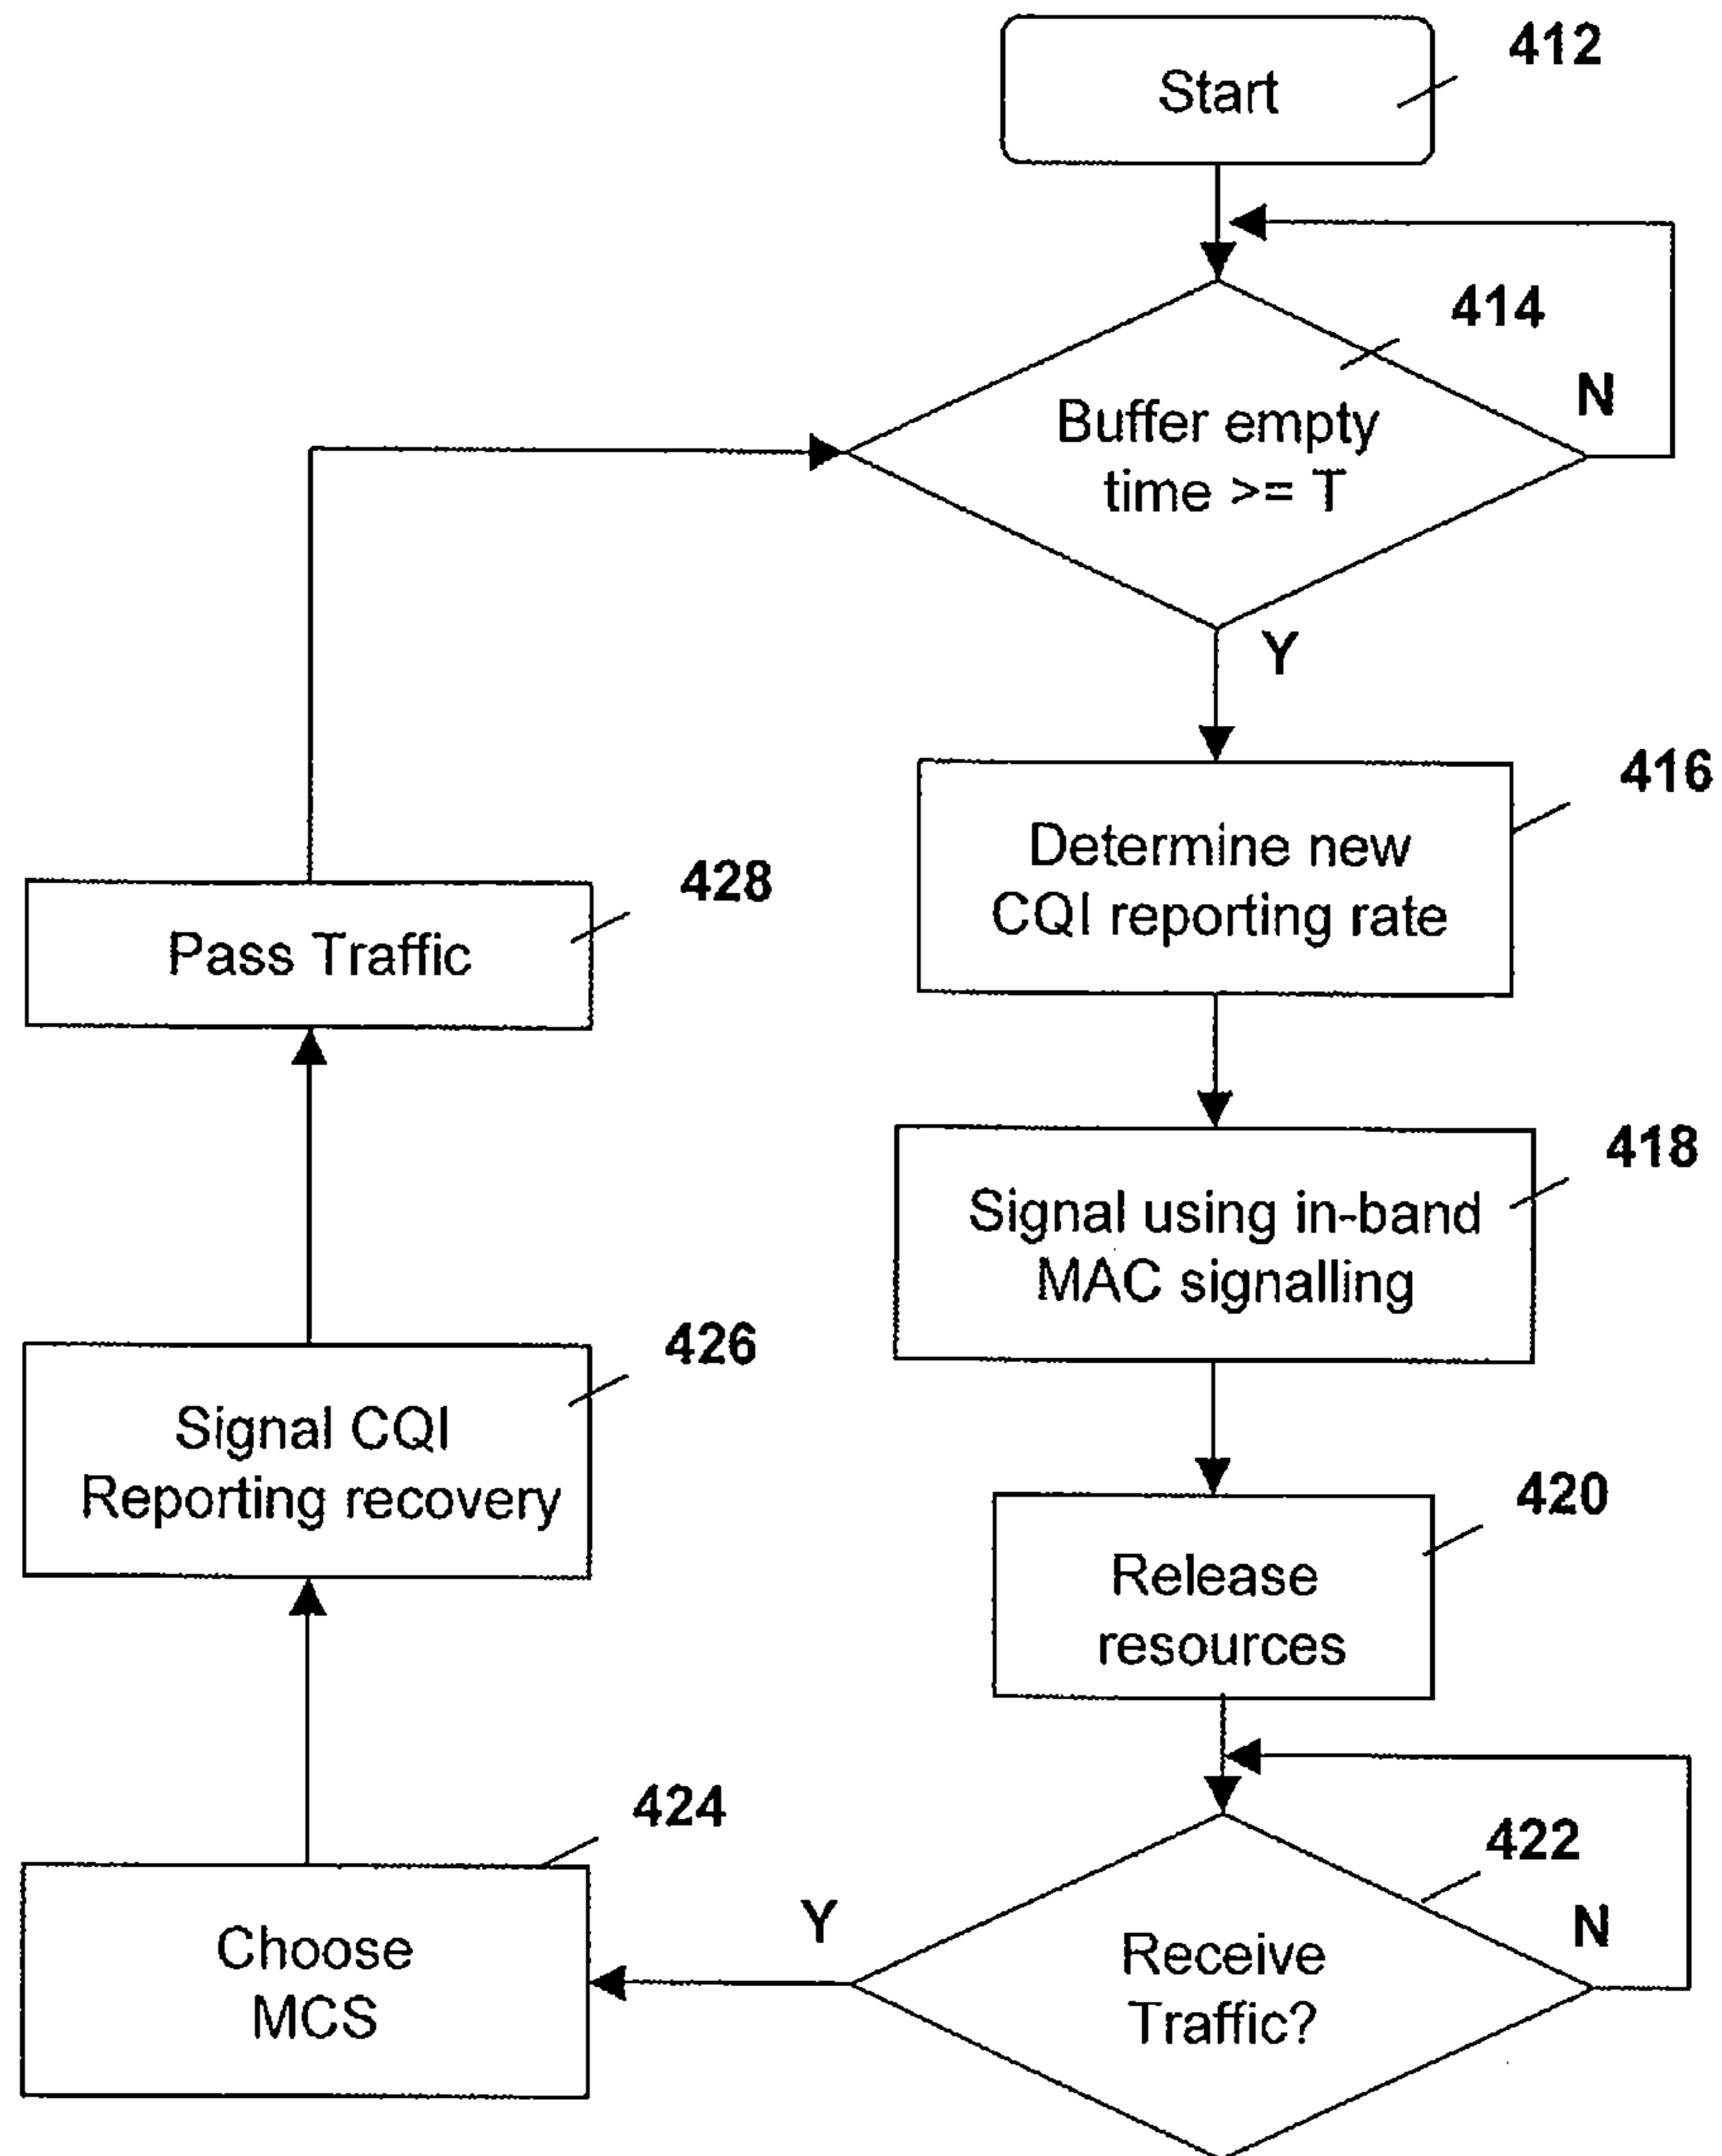 412
Start
414
N
Buffer empty
time >= T
Y
416
Determine new
CQI reporting rate
418
Signal using in-band
MAC signalling
420
Release
resources
422
N
Receive
Traffic?
Y
424
Choose
MCS
426
Signal CQI
Reporting recovery
428
Pass Traffic